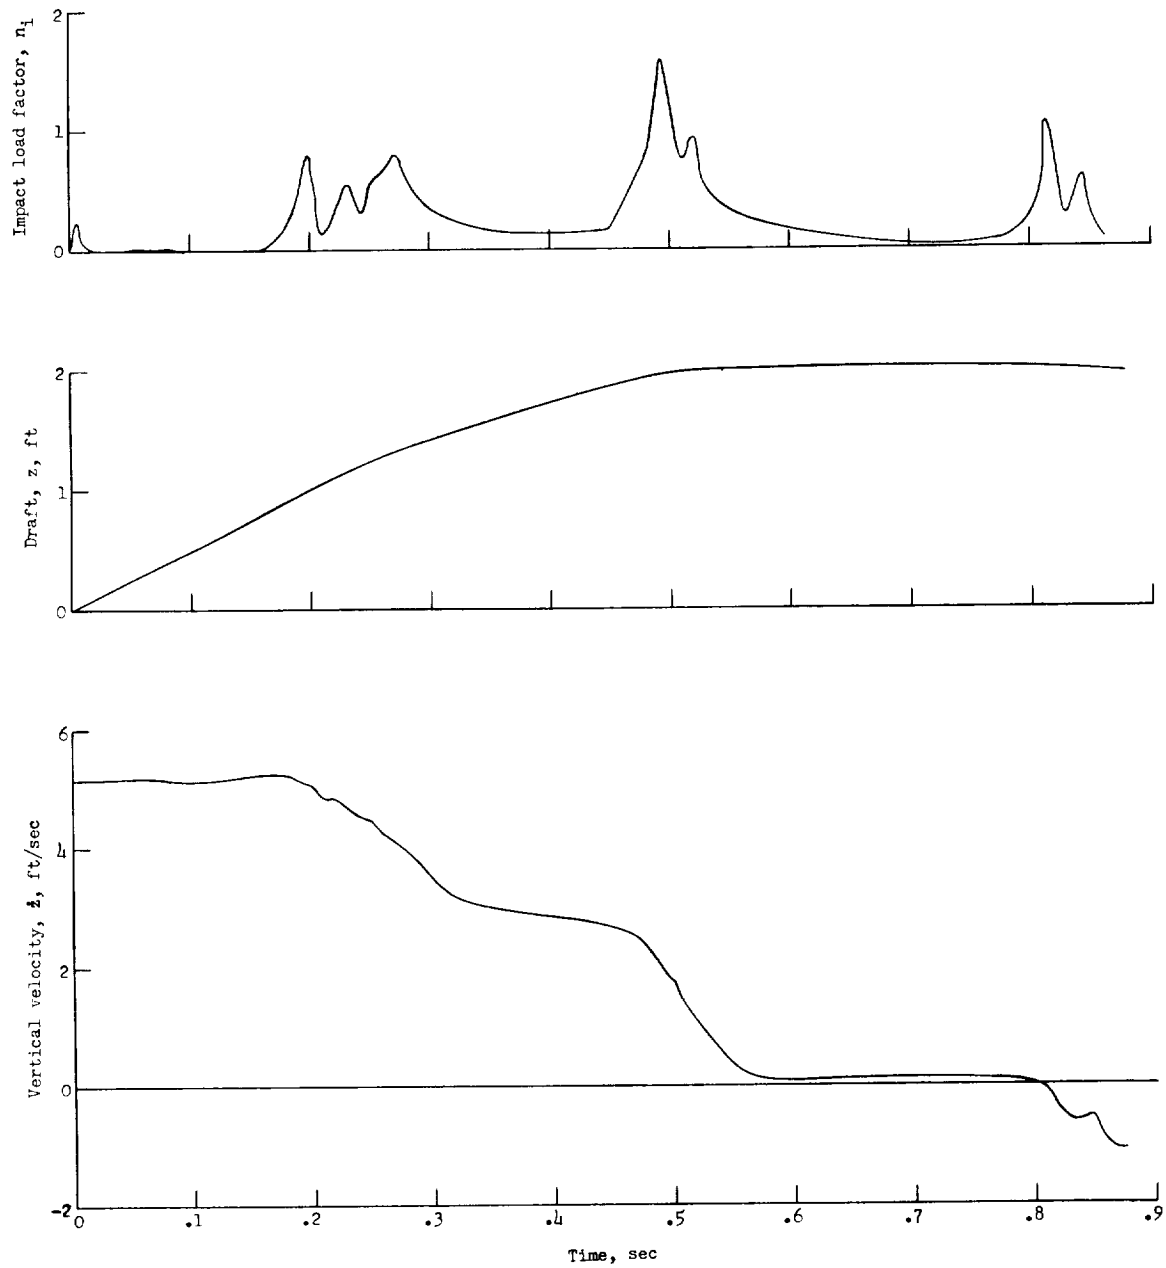 Impact load factor, nᵢ
2
1
0
Draft, z, ft
2
1
0
Vertical velocity, ż, ft/sec
6
4
2
0
-2
0 .1 .2 .3 .4 .5 .6 .7 .8 .9
Time, sec